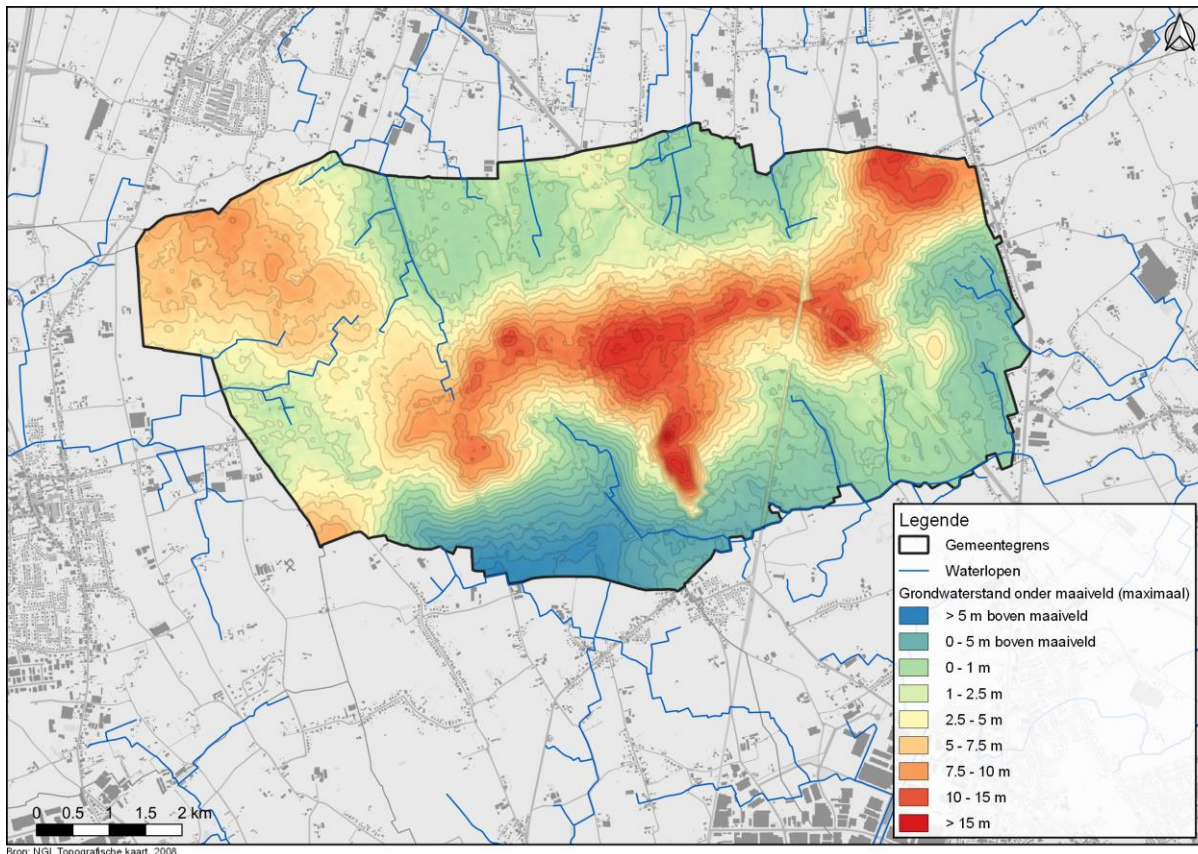 Legende
Gemeentegrens
Waterlopen
Grondwaterstand onder maaiveld (maximaal)
> 5 m boven maaiveld
0 - 5 m boven maaiveld
0 - 1 m
1 - 2.5 m
2.5 - 5 m
5 - 7.5 m
7.5 - 10 m
10 - 15 m
> 15 m
0 0.5 1 1.5 2 km
Bron: NGI, Topografische kaart, 2008